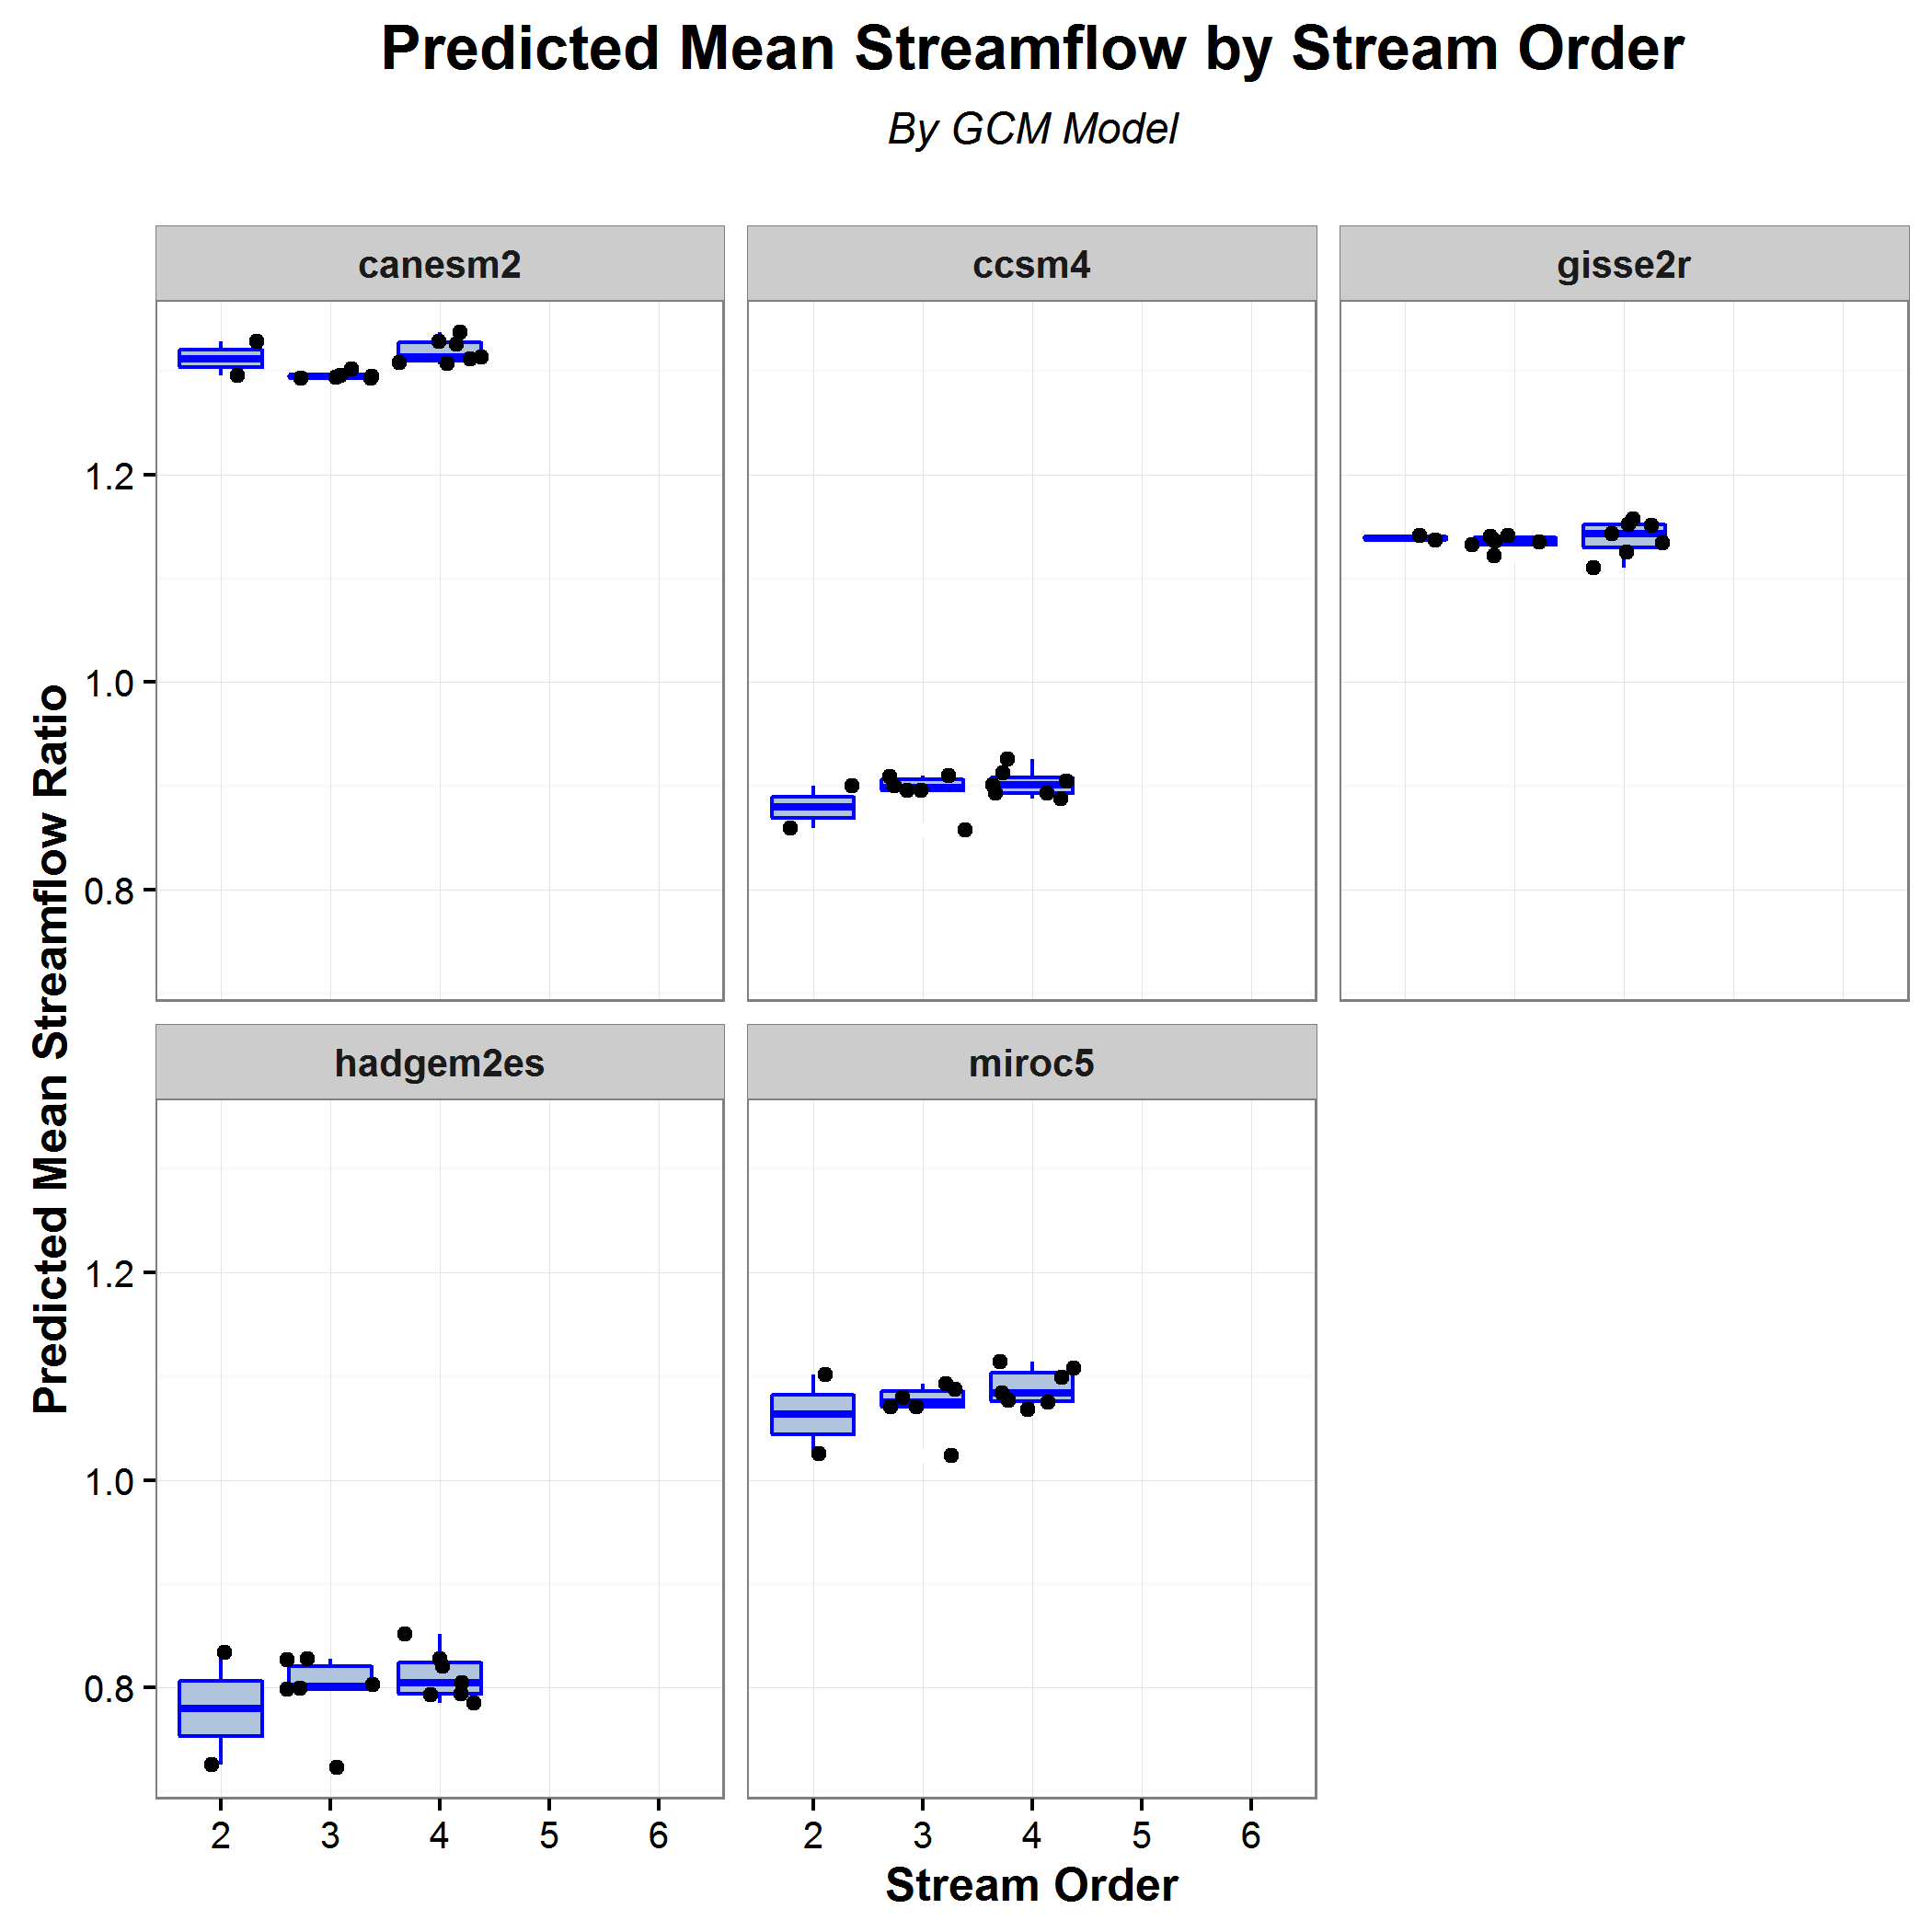 Predicted Mean Streamflow by Stream Order
By GCM Model
canesm2
ccsm4
gisse2r
1.2
1.0
0.8
Predicted Mean Streamflow Ratio
hadgem2es
miroc5
1.2
1.0
0.8
2 3 4 5 6
2 3 4 5 6
Stream Order